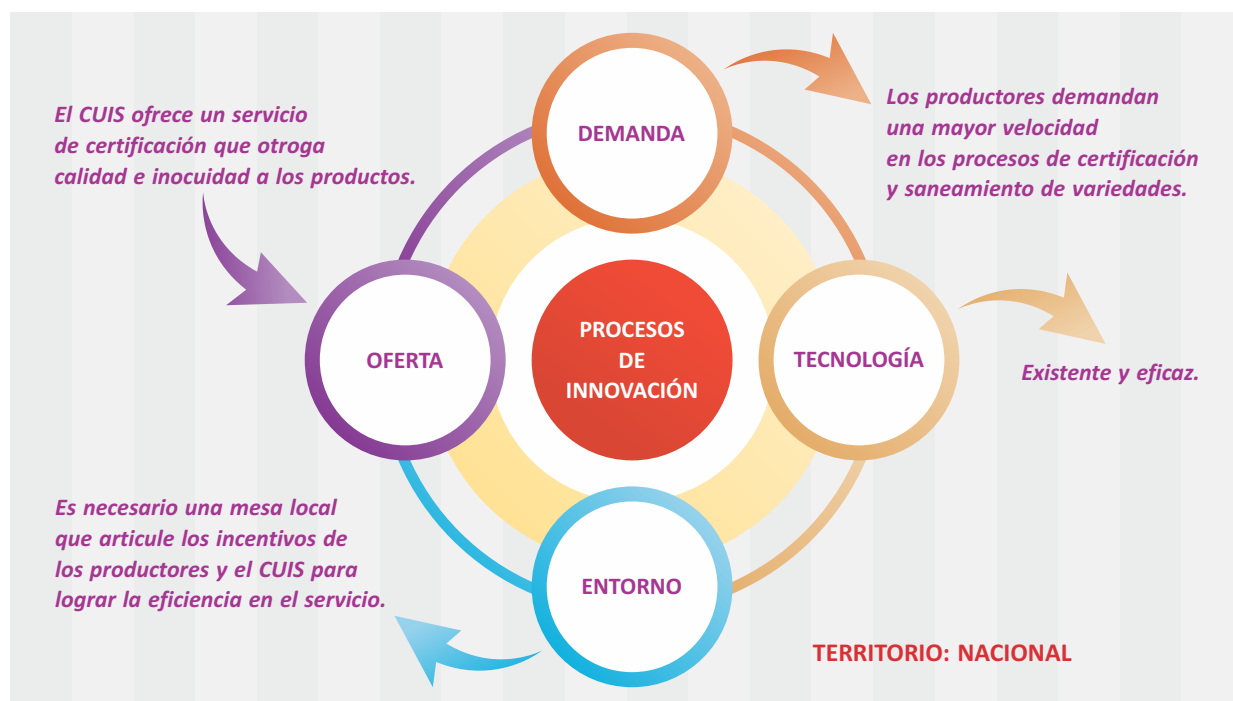 El CUIS ofrece un servicio
de certificación que otroga
calidad e inocuidad a los productos.
DEMANDA
Los productores demandan
una mayor velocidad
en los procesos de certificación
y saneamiento de variedades.
OFERTA
PROCESOS
DE
INNOVACIÓN
TECNOLOGÍA
Existente y eficaz.
Es necesario una mesa local
que articule los incentivos de
los productores y el CUIS para
lograr la eficiencia en el servicio.
ENTORNO
TERRITORIO: NACIONAL